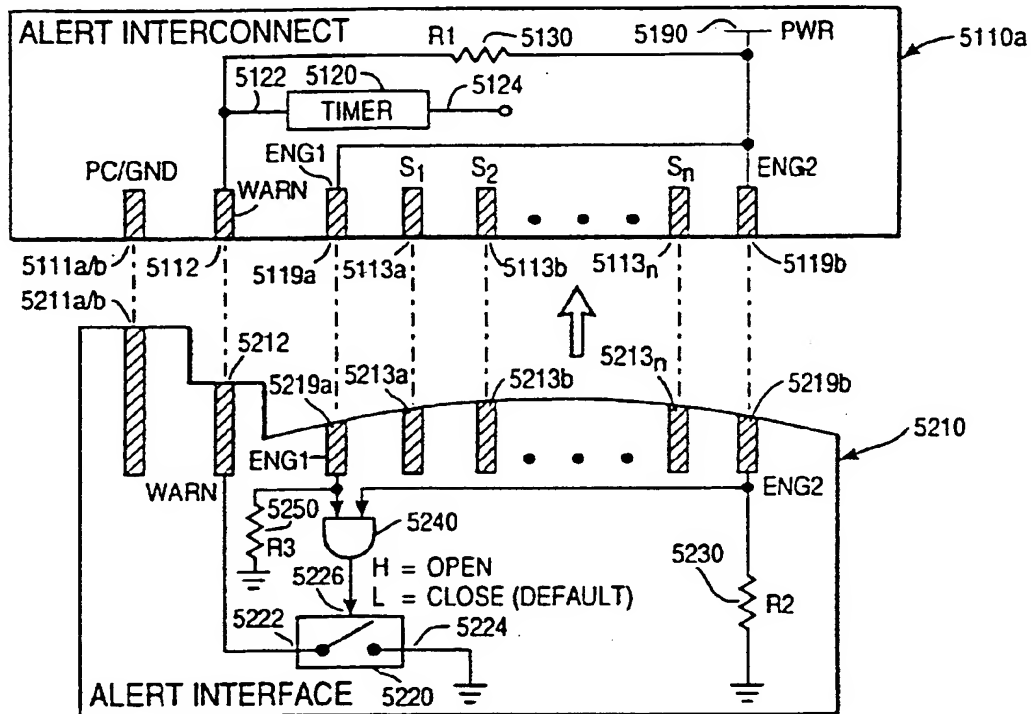 ALERT INTERCONNECT
R1
5130
5190
PWR
5110a
5122
5120
5124
TIMER
ENG1
PC/GND
WARN
S1
S2
Sn
ENG2
5111a/b
5112
5119a
5113a
5113b
5113n
5119b
5211a/b
5212
5219a
5213a
5213b
5213n
5219b
5210
WARN
ENG1
ENG2
5250
R3
5240
5230
R2
5226
H = OPEN
L = CLOSE (DEFAULT)
5222
5224
5220
ALERT INTERFACE